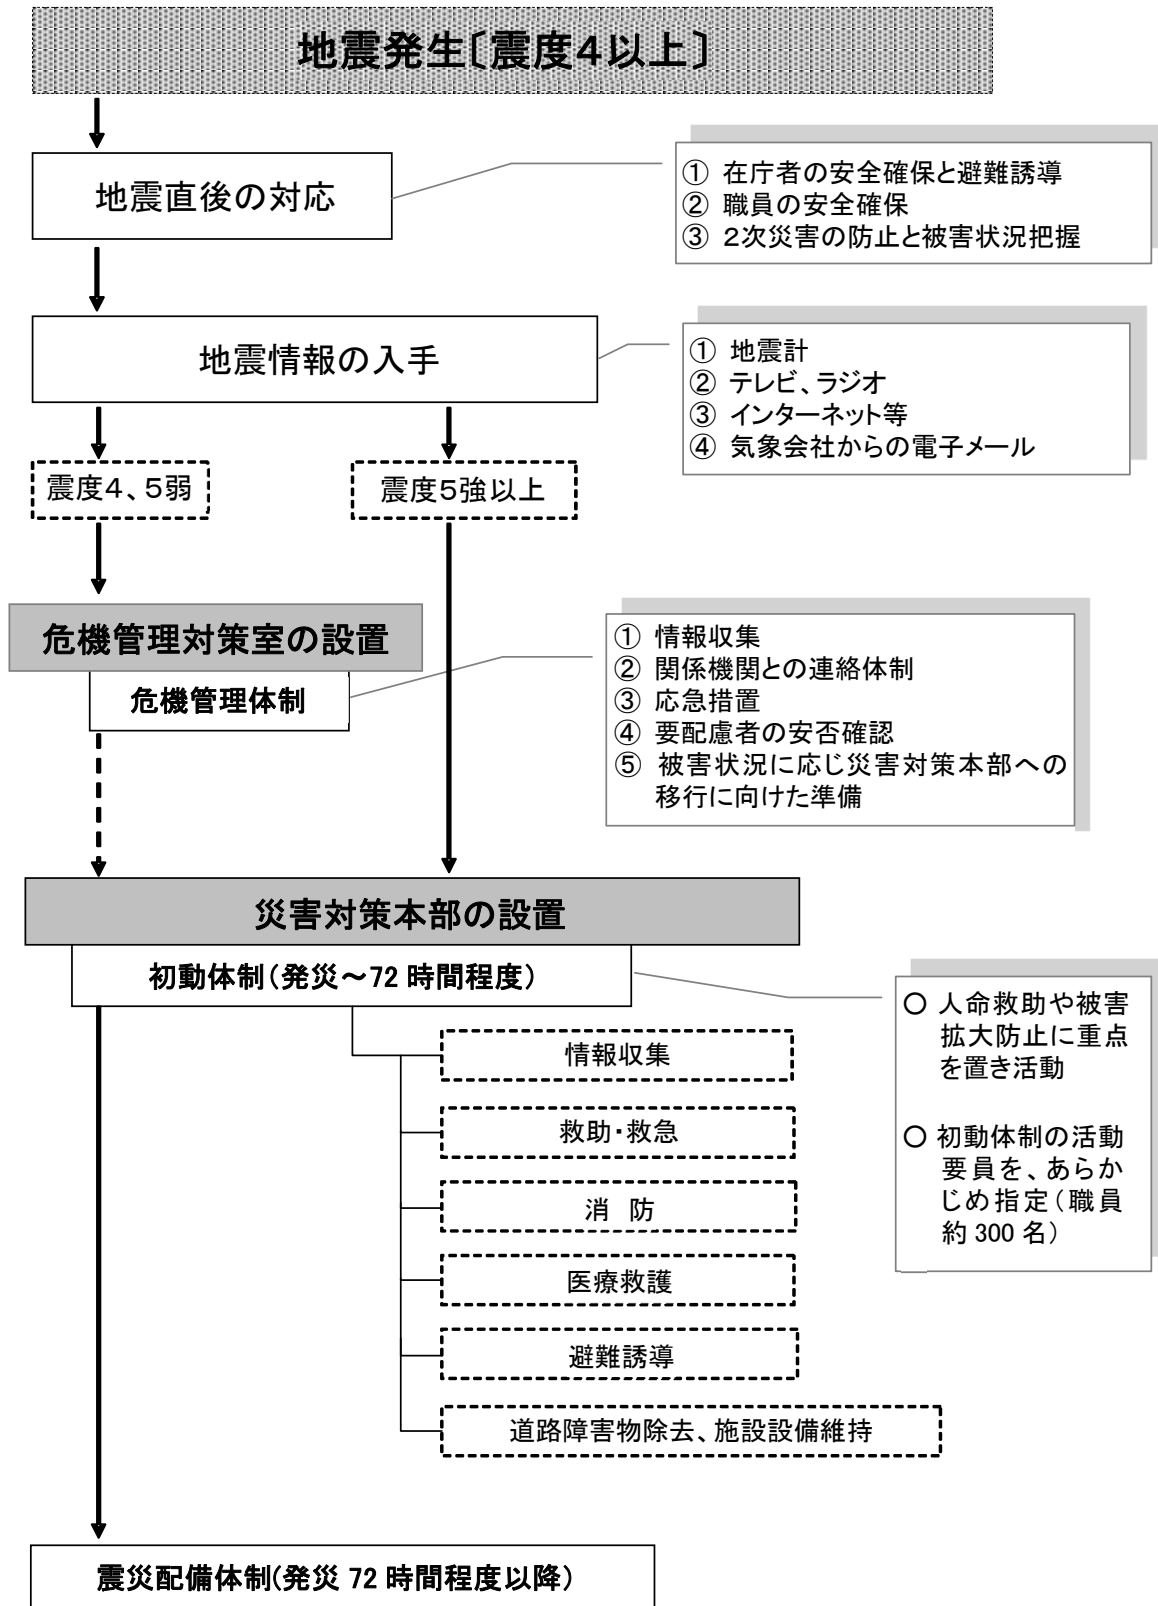 地震発生〔震度4以上〕
地震直後の対応
① 在庁者の安全確保と避難誘導
② 職員の安全確保
③ 2次災害の防止と被害状況把握
地震情報の入手
① 地震計
② テレビ、ラジオ
③ インターネット等
④ 気象会社からの電子メール
震度4、5弱
震度5強以上
危機管理対策室の設置
危機管理体制
① 情報収集
② 関係機関との連絡体制
③ 応急措置
④ 要配慮者の安否確認
⑤ 被害状況に応じ災害対策本部への
移行に向けた準備
災害対策本部の設置
初動体制(発災~72 時間程度)
○ 人命救助や被害
拡大防止に重点
を置き活動
○ 初動体制の活動
要員を、あらか
じめ指定(職員
約 300 名)
情報収集
救助・救急
消 防
医療救護
避難誘導
道路障害物除去、施設設備維持
震災配備体制(発災 72 時間程度以降)